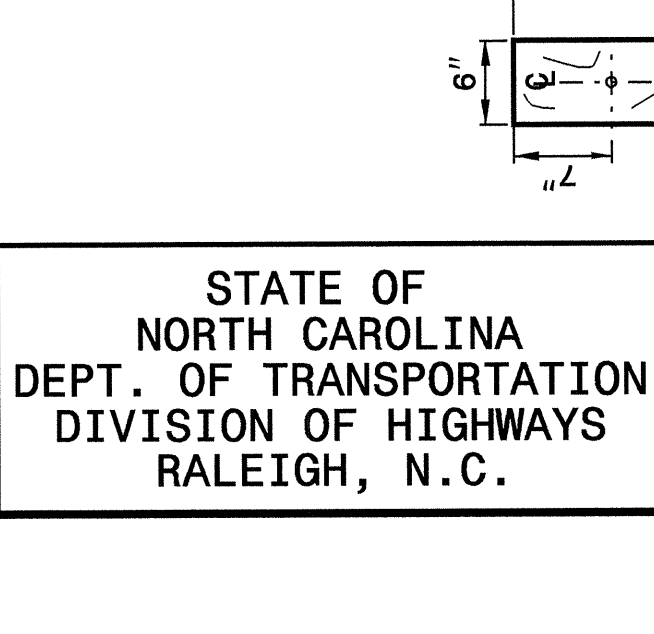 6"
℄
7"
STATE OF
NORTH CAROLINA
DEPT. OF TRANSPORTATION
DIVISION OF HIGHWAYS
RALEIGH, N.C.